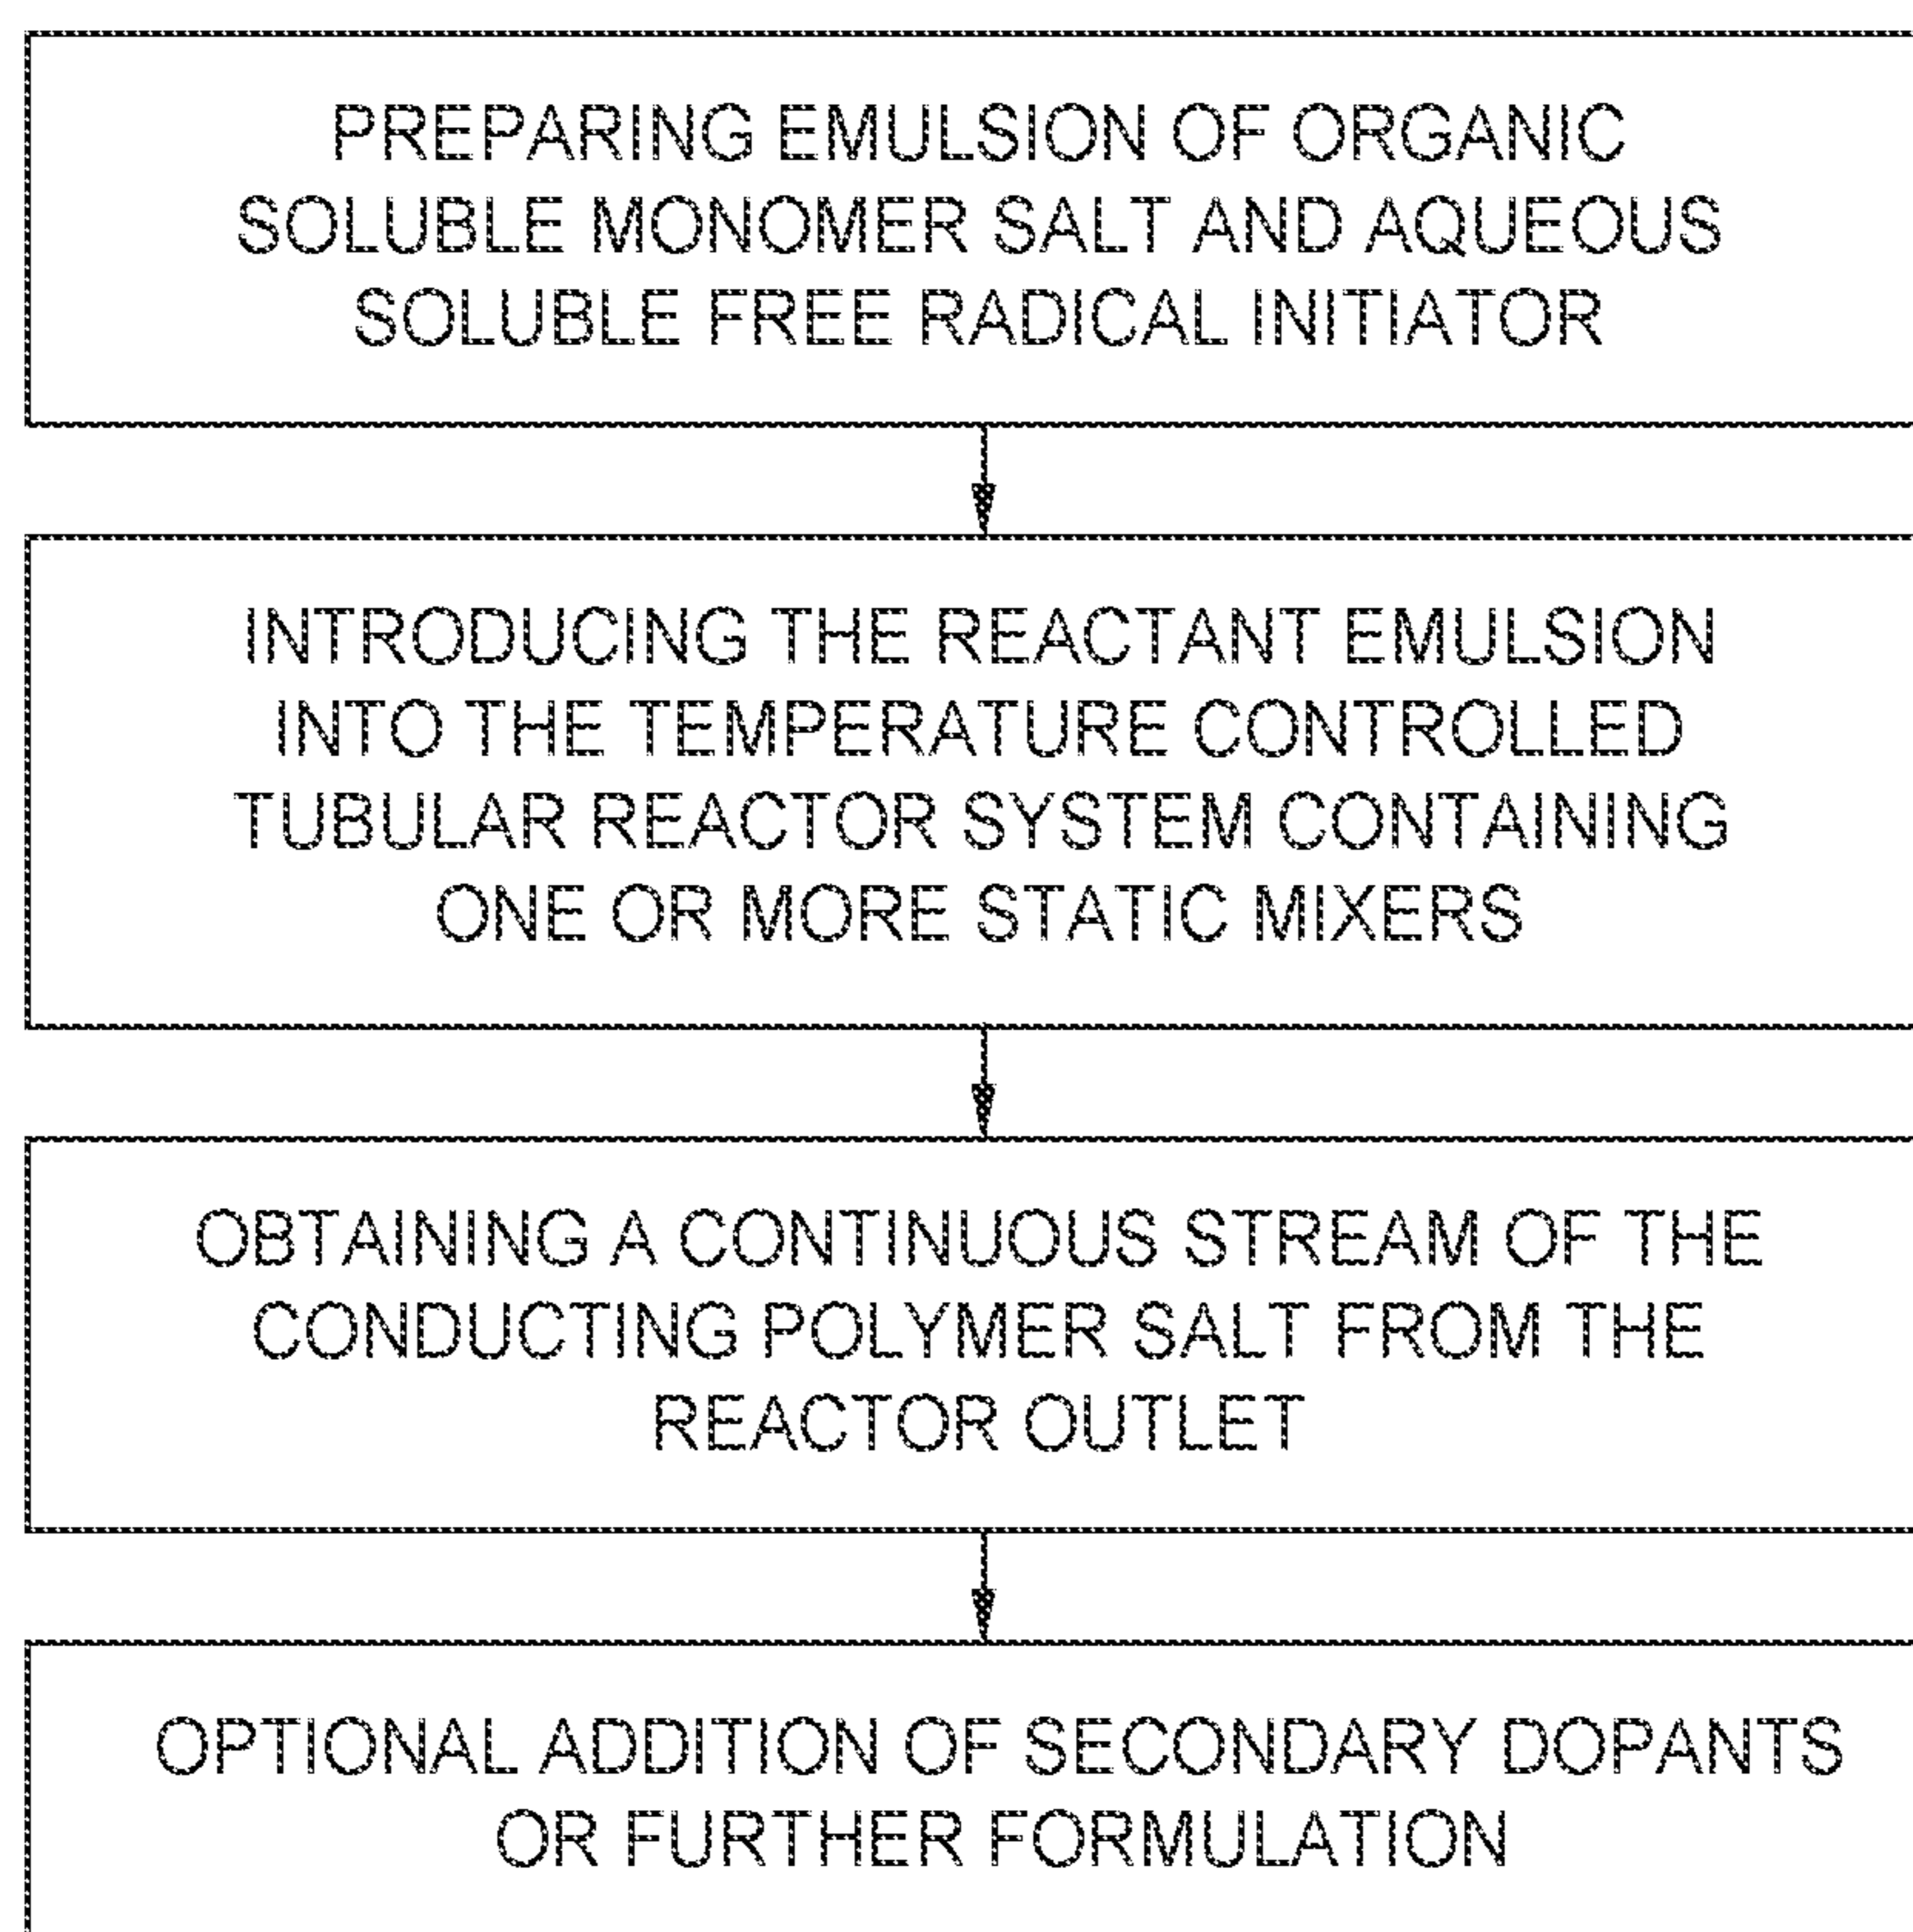 PREPARING EMULSION OF ORGANIC
SOLUBLE MONOMER SALT AND AQUEOUS
SOLUBLE FREE RADICAL INITIATOR
INTRODUCING THE REACTANT EMULSION
INTO THE TEMPERATURE CONTROLLED
TUBULAR REACTOR SYSTEM CONTAINING
ONE OR MORE STATIC MIXERS
OBTAINING A CONTINUOUS STREAM OF THE
CONDUCTING POLYMER SALT FROM THE
REACTOR OUTLET
OPTIONAL ADDITION OF SECONDARY DOPANTS
OR FURTHER FORMULATION